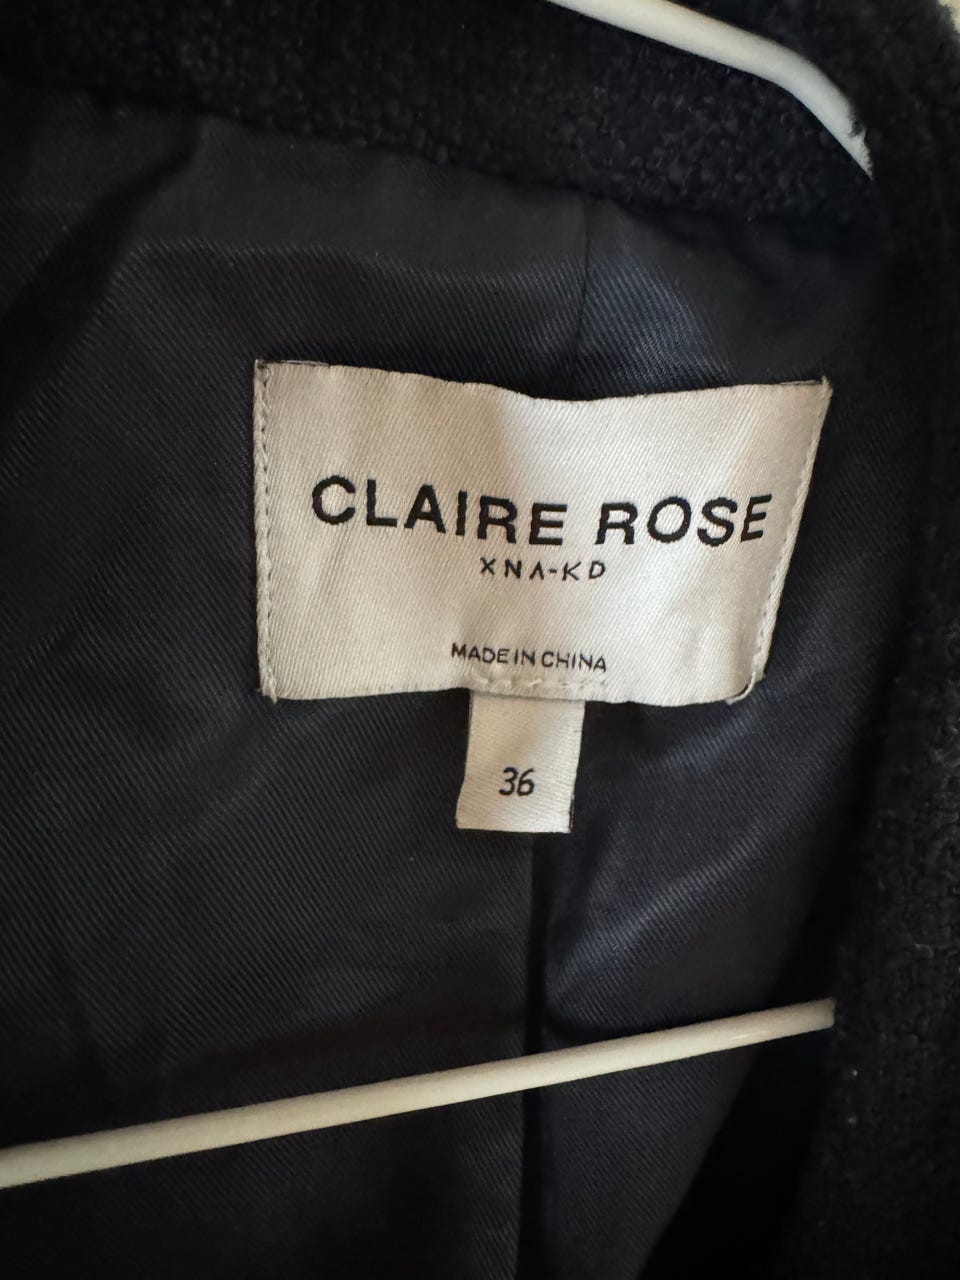 CLAIRE ROSE
XNA-KD
MADE IN CHINA
36